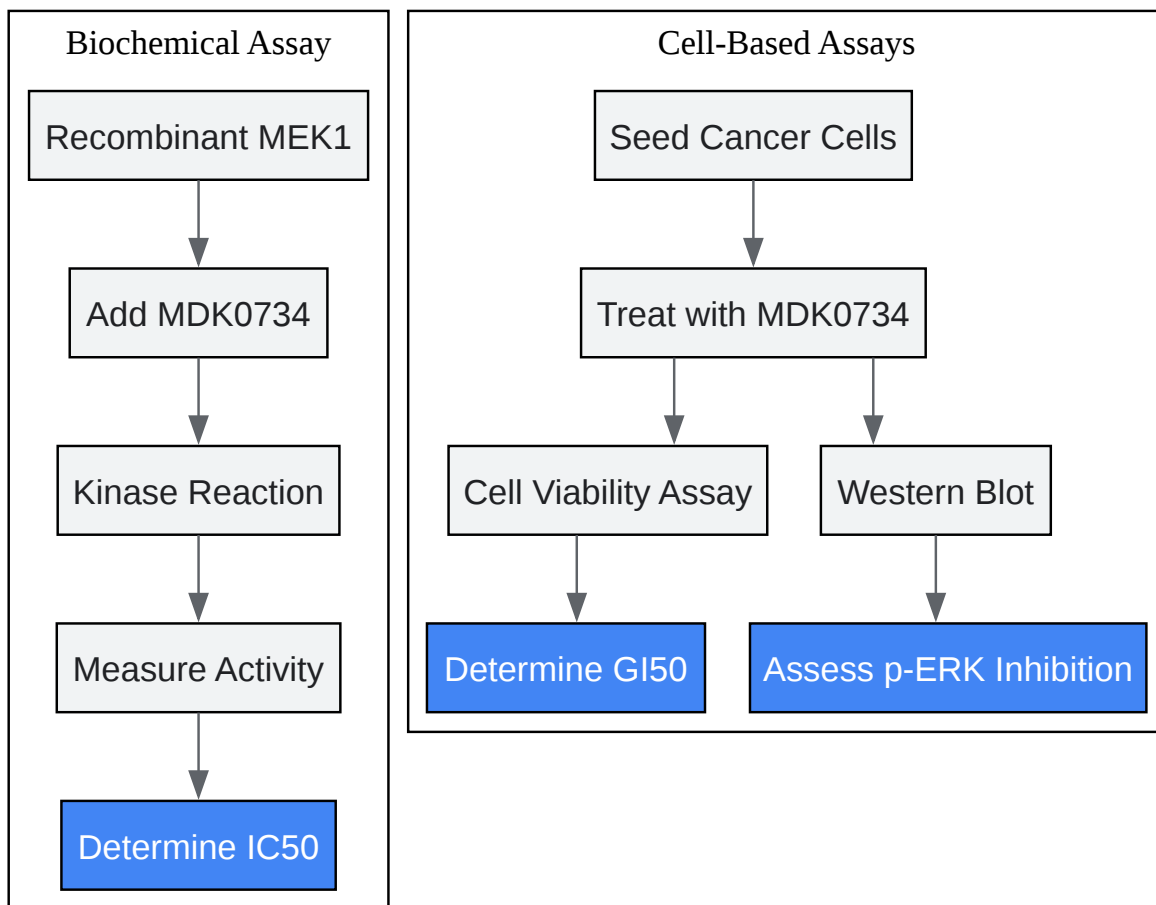 Biochemical Assay
Recombinant MEK1
Add MDK0734
Kinase Reaction
Measure Activity
Determine IC50
Cell-Based Assays
Seed Cancer Cells
Treat with MDK0734
Cell Viability Assay
Western Blot
Determine GI50
Assess p-ERK Inhibition